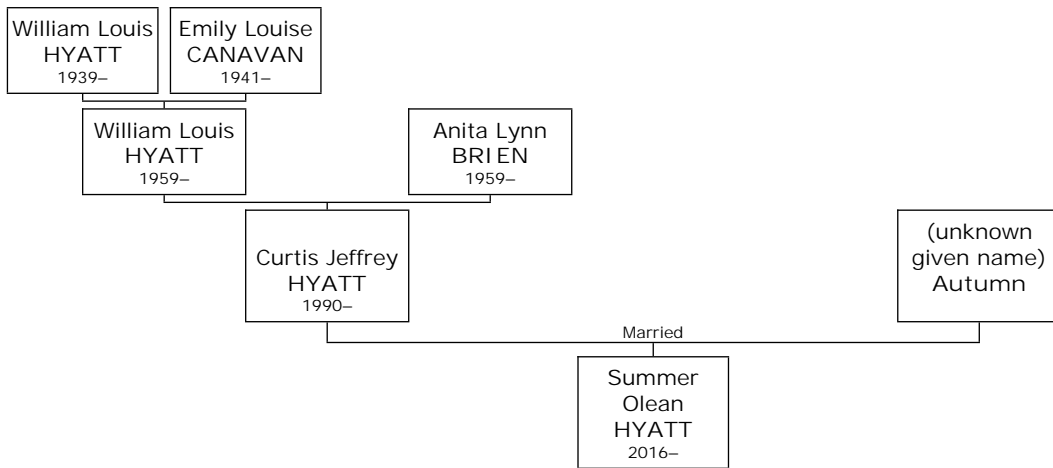 William Louis
HYATT
1939–
Emily Louise
CANAVAN
1941–
William Louis
HYATT
1959–
Anita Lynn
BRIEN
1959–
Curtis Jeffrey
HYATT
1990–
(unknown
given name)
Autumn
Married
Summer
Olean
HYATT
2016–